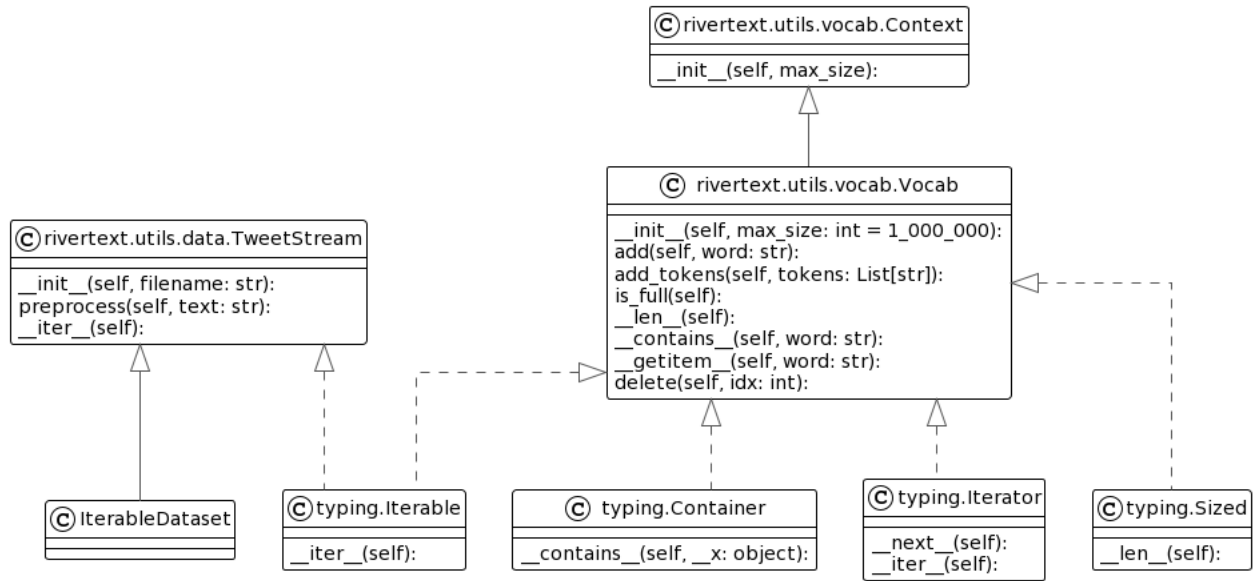 C rivertext.utils.vocab.Context
__init__(self, max_size):
C rivertext.utils.vocab.Vocab
__init__(self, max_size: int = 1_000_000):
add(self, word: str):
add_tokens(self, tokens: List[str]):
is_full(self):
__len__(self):
__contains__(self, word: str):
__getitem__(self, word: str):
delete(self, idx: int):
C rivertext.utils.data.TweetStream
__init__(self, filename: str):
preprocess(self, text: str):
__iter__(self):
C IterableDataset
C typing.Iterable
__iter__(self):
C typing.Container
__contains__(self, __x: object):
C typing.Iterator
__next__(self):
__iter__(self):
C typing.Sized
__len__(self):